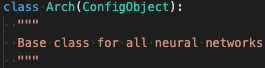 class Arch(ConfigObject):
"""
Base class for all neural networks
"""